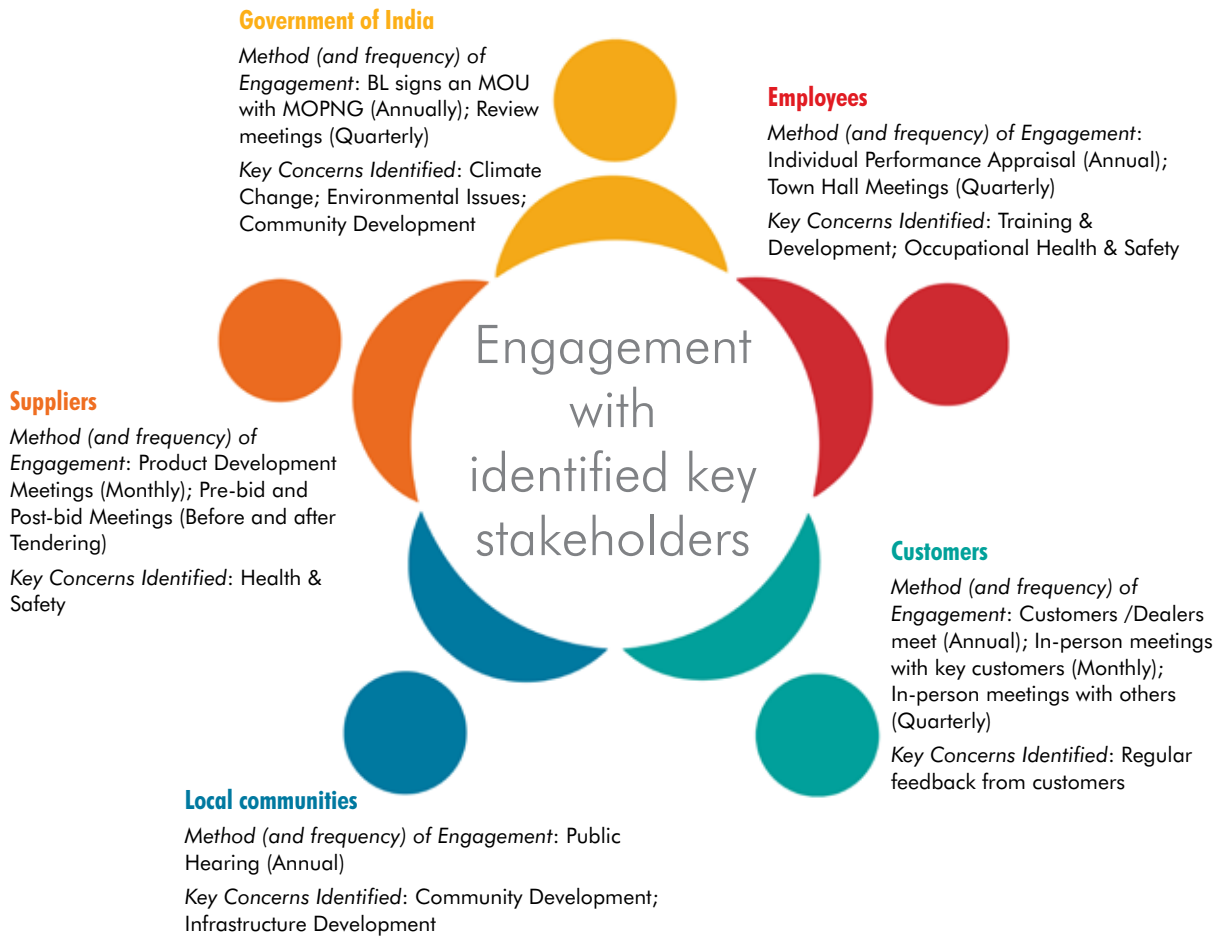 Government of India
Method (and frequency) of
Engagement: BL signs an MOU
with MOPNG (Annually); Review
meetings (Quarterly)
Key Concerns Identified: Climate
Change; Environmental Issues;
Community Development
Employees
Method (and frequency) of Engagement:
Individual Performance Appraisal (Annual);
Town Hall Meetings (Quarterly)
Key Concerns Identified: Training &
Development; Occupational Health & Safety
Engagement
with
identified key
stakeholders
Suppliers
Method (and frequency) of
Engagement: Product Development
Meetings (Monthly); Pre-bid and
Post-bid Meetings (Before and after
Tendering)
Key Concerns Identified: Health &
Safety
Customers
Method (and frequency) of
Engagement: Customers /Dealers
meet (Annual); In-person meetings
with key customers (Monthly);
In-person meetings with others
(Quarterly)
Key Concerns Identified: Regular
feedback from customers
Local communities
Method (and frequency) of Engagement: Public
Hearing (Annual)
Key Concerns Identified: Community Development;
Infrastructure Development